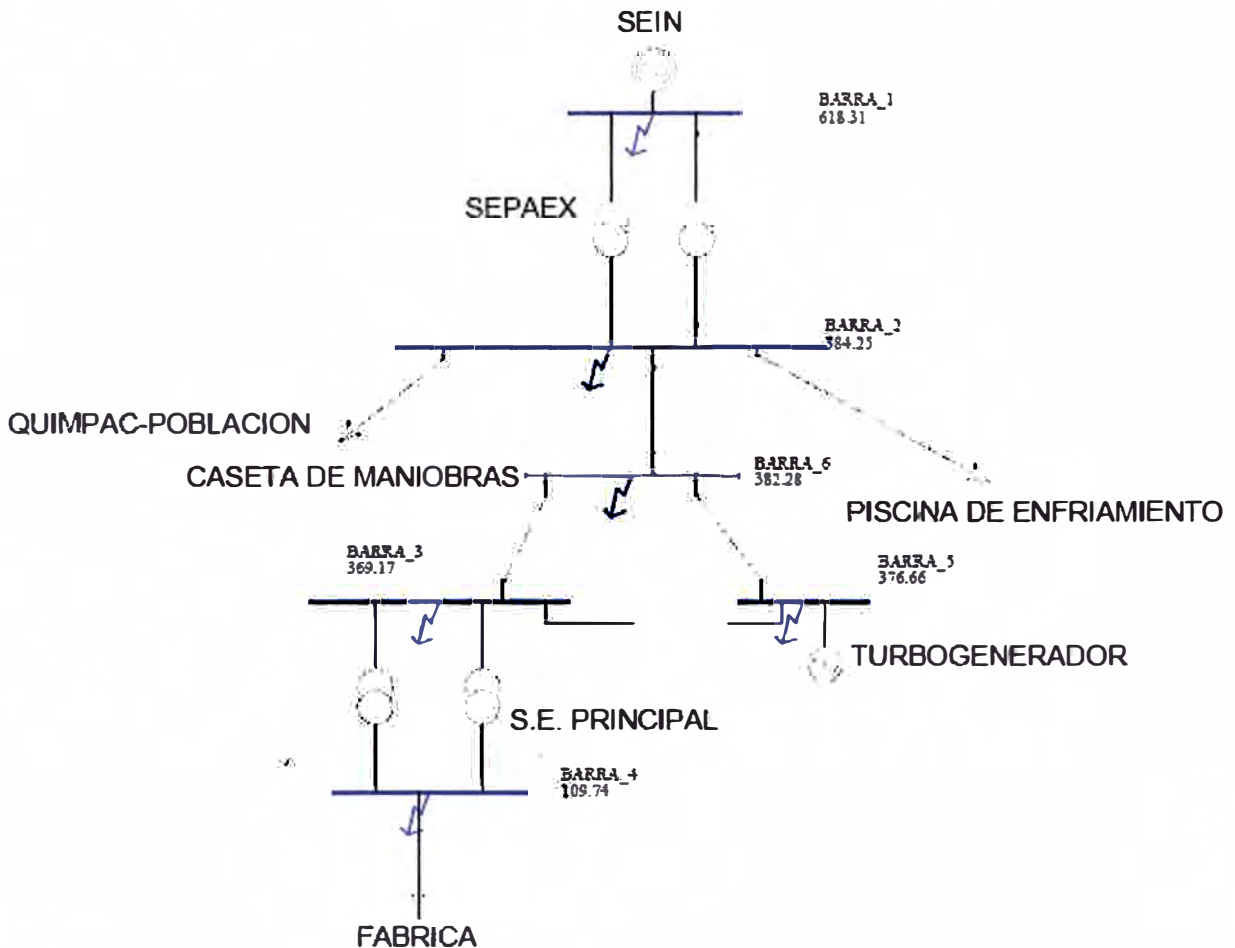 SEIN
BARRA_1
618.31
SEPAEX
BARRA_2
384.25
QUIMPAC-POBLACION
CASETA DE MANIOBRAS
BARRA_6
382.28
PISCINA DE ENFRIAMIENTO
BARRA_3
369.17
BARRA_5
376.66
TURBOGENERADOR
S.E. PRINCIPAL
BARRA_4
109.74
FABRICA